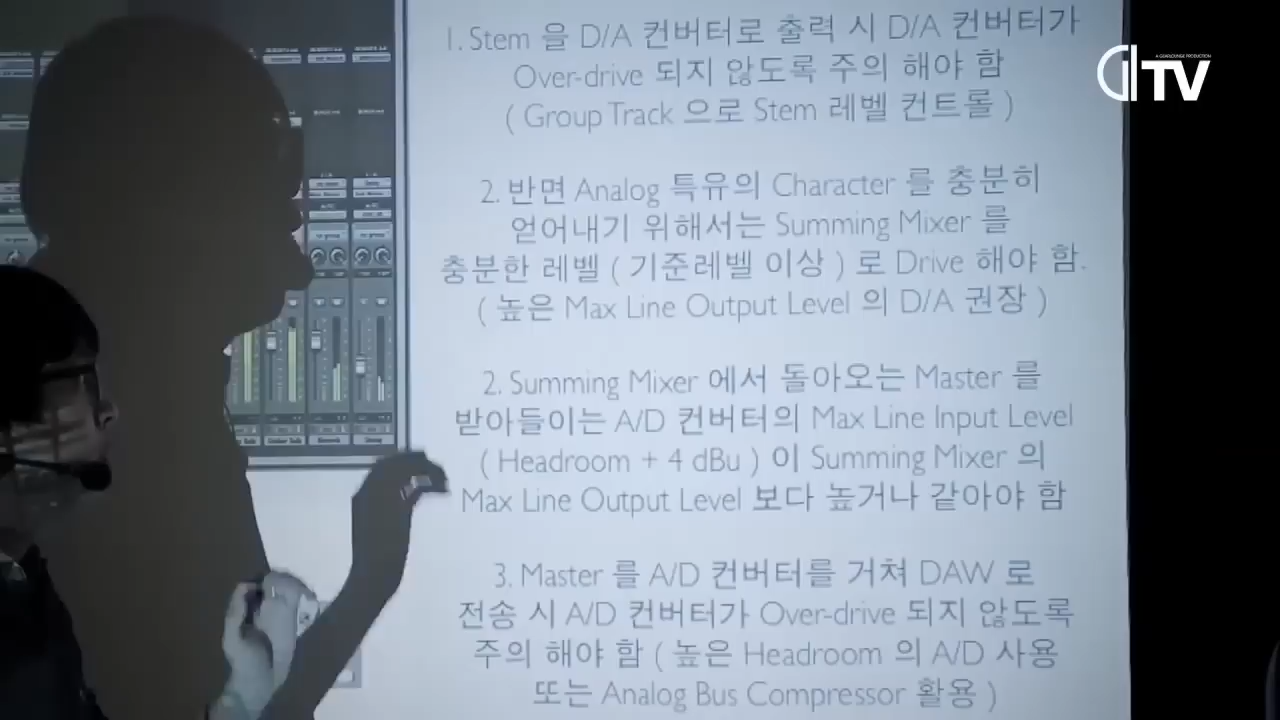 1. Stem 을 D/A 컨버터로 출력 시 D/A 컨버터가
Over-drive 되지 않도록 주의 해야 함
( Group Track 으로 Stem 레벨 컨트롤 )
2. 반면 Analog 특유의 Character 를 충분히
얻어내기 위해서는 Summing Mixer 를
충분한 레벨 ( 기준레벨 이상 ) 로 Drive 해야 함.
( 높은 Max Line Output Level 의 D/A 권장 )
2. Summing Mixer 에서 돌아오는 Master 를
받아들이는 A/D 컨버터의 Max Line Input Level
( Headroom + 4 dBu ) 이 Summing Mixer 의
Max Line Output Level 보다 높거나 같아야 함
3. Master 를 A/D 컨버터를 거쳐 DAW 로
전송 시 A/D 컨버터가 Over-drive 되지 않도록
주의 해야 함 ( 높은 Headroom 의 A/D 사용
또는 Analog Bus Compressor 활용 )
TV